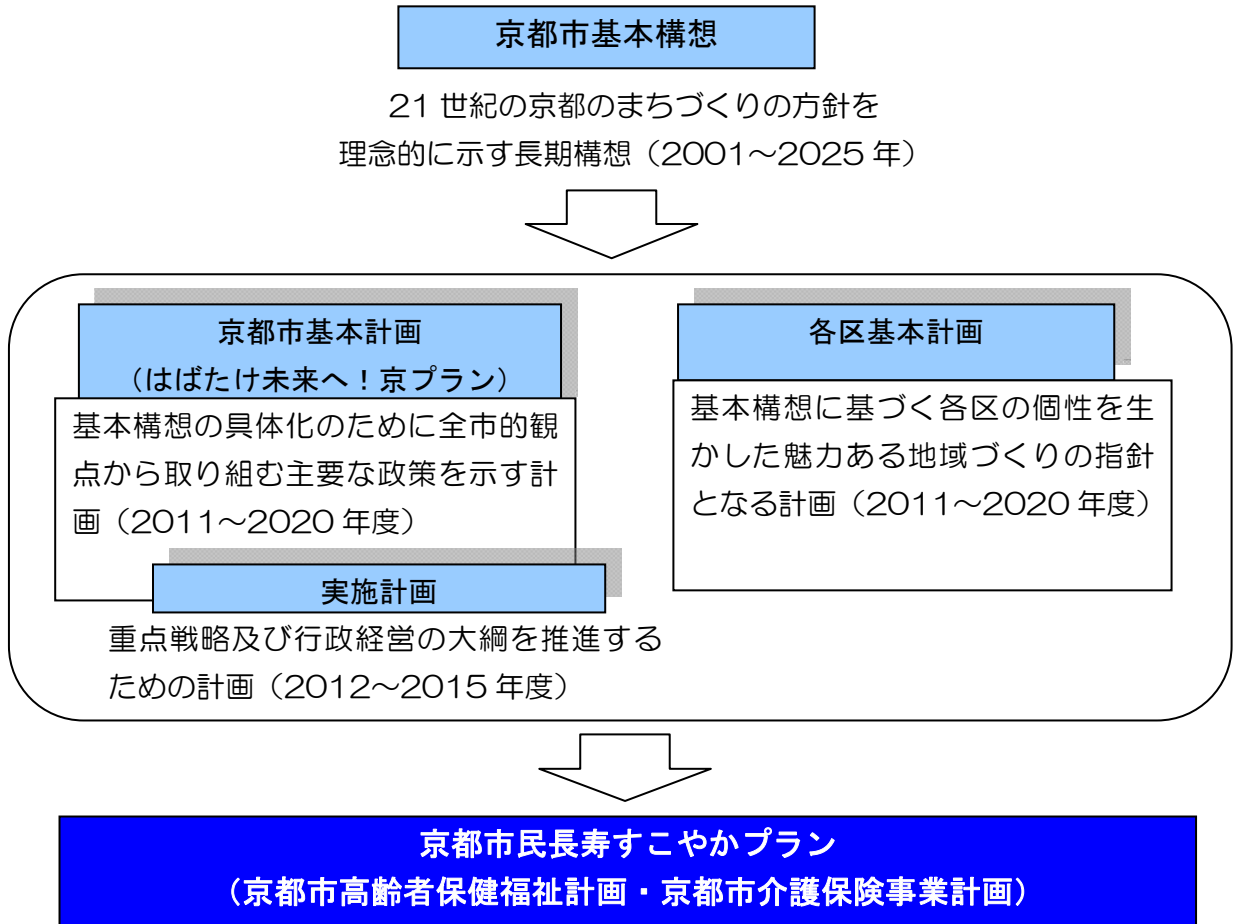 京都市基本構想
21 世紀の京都のまちづくりの方針を
理念的に示す長期構想（2001～2025 年）
京都市基本計画
（はばたけ未来へ！京プラン）
基本構想の具体化のために全市的観
点から取り組む主要な政策を示す計
画（2011～2020 年度）
実施計画
重点戦略及び行政経営の大綱を推進する
ための計画（2012～2015 年度）
各区基本計画
基本構想に基づく各区の個性を生
かした魅力ある地域づくりの指針
となる計画（2011～2020 年度）
京都市民長寿すこやかプラン
（京都市高齢者保健福祉計画・京都市介護保険事業計画）